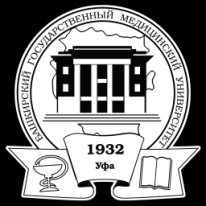 БАШКИРСКИЙ ГОСУДАРСТВЕННЫЙ МЕДИЦИНСКИЙ УНИВЕРСИТЕТ
1932
Уфа